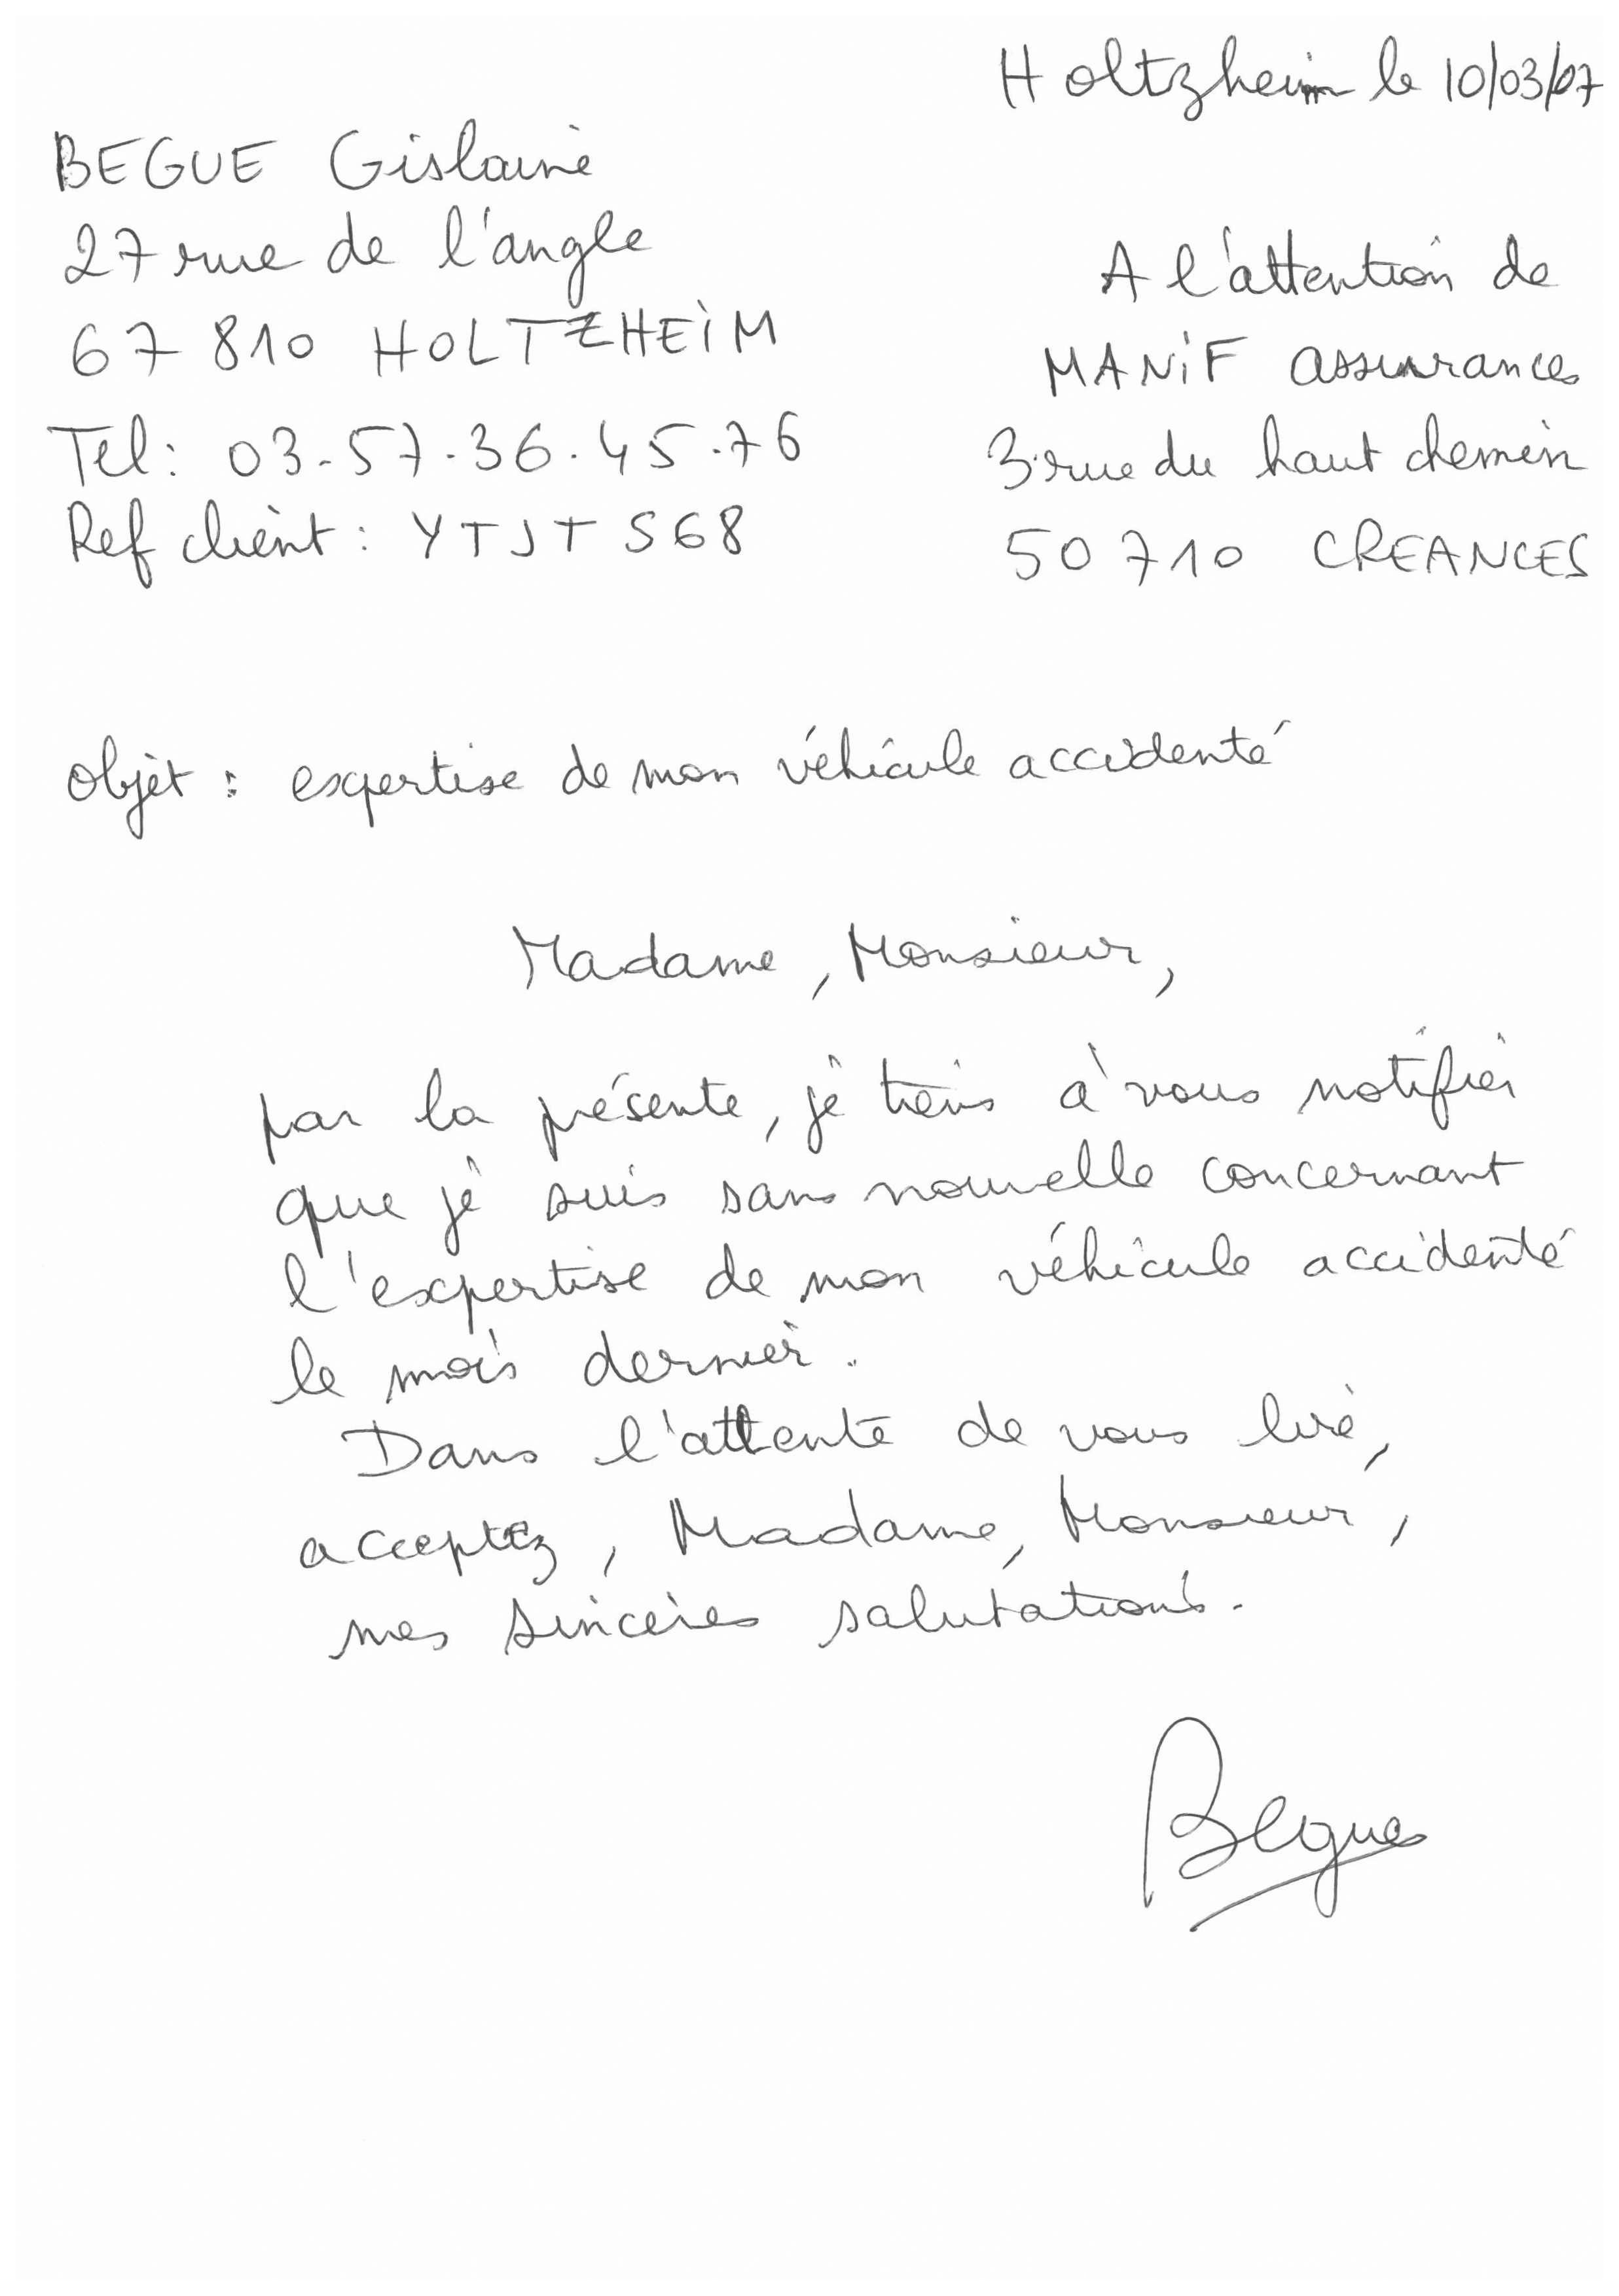 Holtzheim le 10/03/07
BEGUE Gislaine
27 rue de l'angle
67 810 HOLTZHEIM
Tel: 03.57.36.45.76
Ref client : YTJT S68
A l'attention de
MANIF assurances
3 rue du haut chemin
50 710 CREANCES
Objet : expertise de mon véhicule accidenté
Madame, Monsieur,
par la présente, je tiens à vous notifier
que je suis sans nouvelle concernant
l'expertise de mon véhicule accidenté
le mois dernier.
Dans l'attente de vous lire,
acceptez, Madame, Monsieur,
mes sincères salutations.
Begue